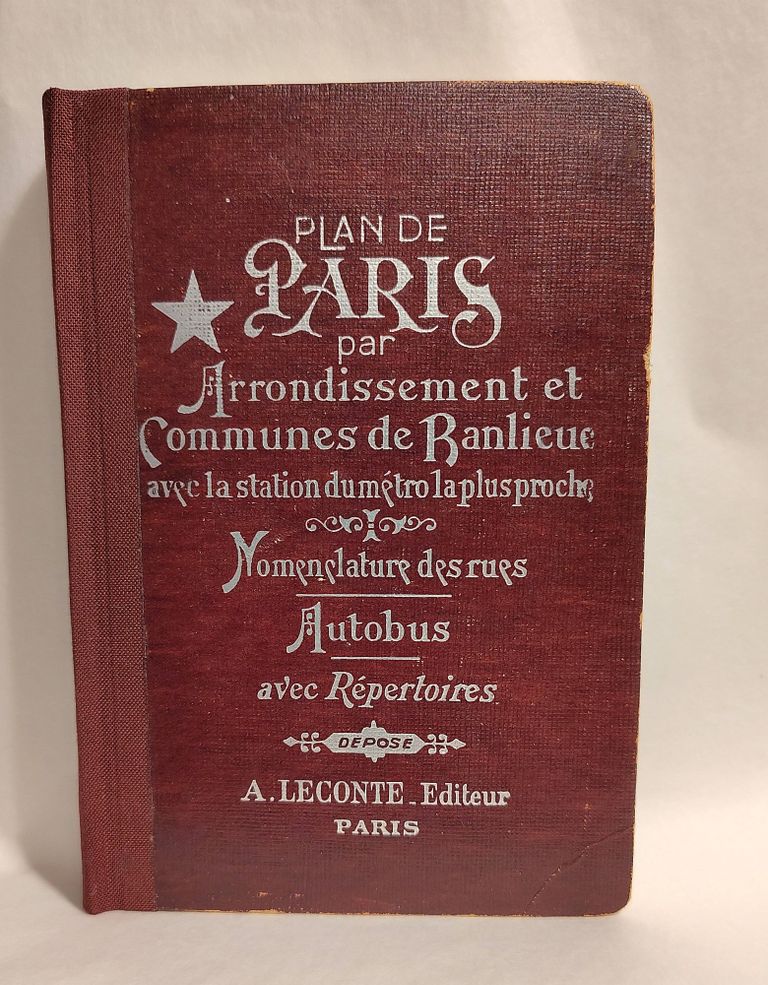 PLAN DE
PARIS
par
Arrondissement et
Communes de Banlieue
avec la station du métro la plus proche
Nomenclature des rues
Autobus
avec Répertoires
DEPOSE
A. LECONTE - Editeur
PARIS